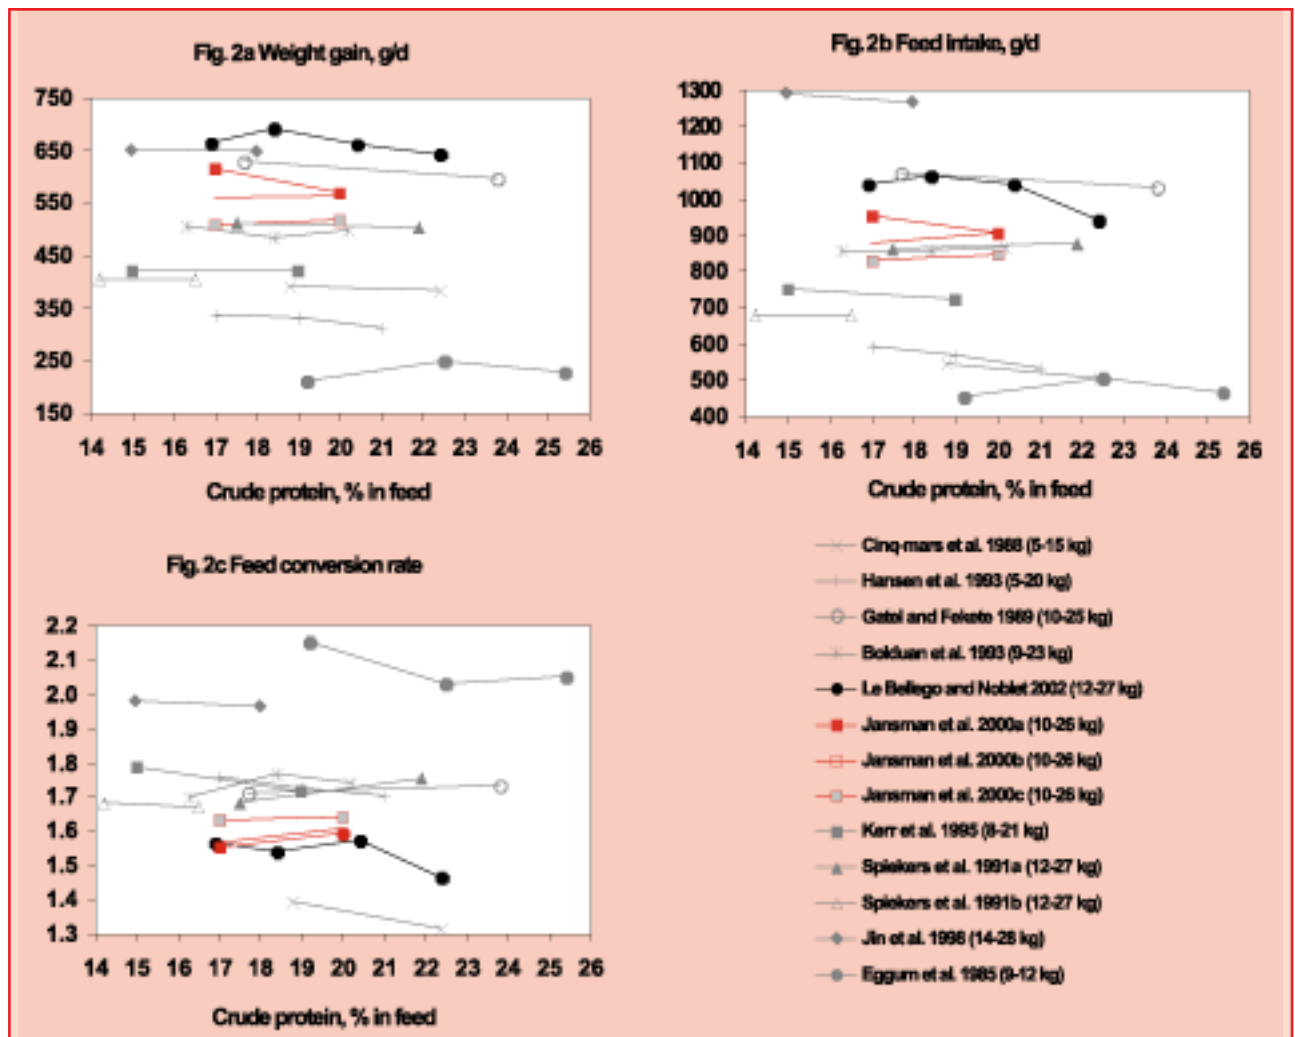 Fig. 2a Weight gain, g/d
750
650
550
450
350
250
150
14 15 16 17 18 19 20 21 22 23 24 25 26
Crude protein, % in feed
Fig. 2b Feed intake, g/d
1300
1200
1100
1000
900
800
700
600
500
400
14 15 16 17 18 19 20 21 22 23 24 25 26
Crude protein, % in feed
Fig. 2c Feed conversion rate
2.2
2.1
2.0
1.9
1.8
1.7
1.6
1.5
1.4
1.3
14 15 16 17 18 19 20 21 22 23 24 25 26
Crude protein, % in feed
Cinq-mars et al. 1988 (5-15 kg)
Hansen et al. 1993 (5-20 kg)
Gatel and Fekete 1989 (10-25 kg)
Bolduan et al. 1993 (9-23 kg)
Le Bellego and Noblet 2002 (12-27 kg)
Jansman et al. 2000a (10-26 kg)
Jansman et al. 2000b (10-26 kg)
Jansman et al. 2000c (10-26 kg)
Kerr et al. 1995 (8-21 kg)
Spiekers et al. 1991a (12-27 kg)
Spiekers et al. 1991b (12-27 kg)
Jin et al. 1998 (14-28 kg)
Eggum et al. 1985 (9-12 kg)